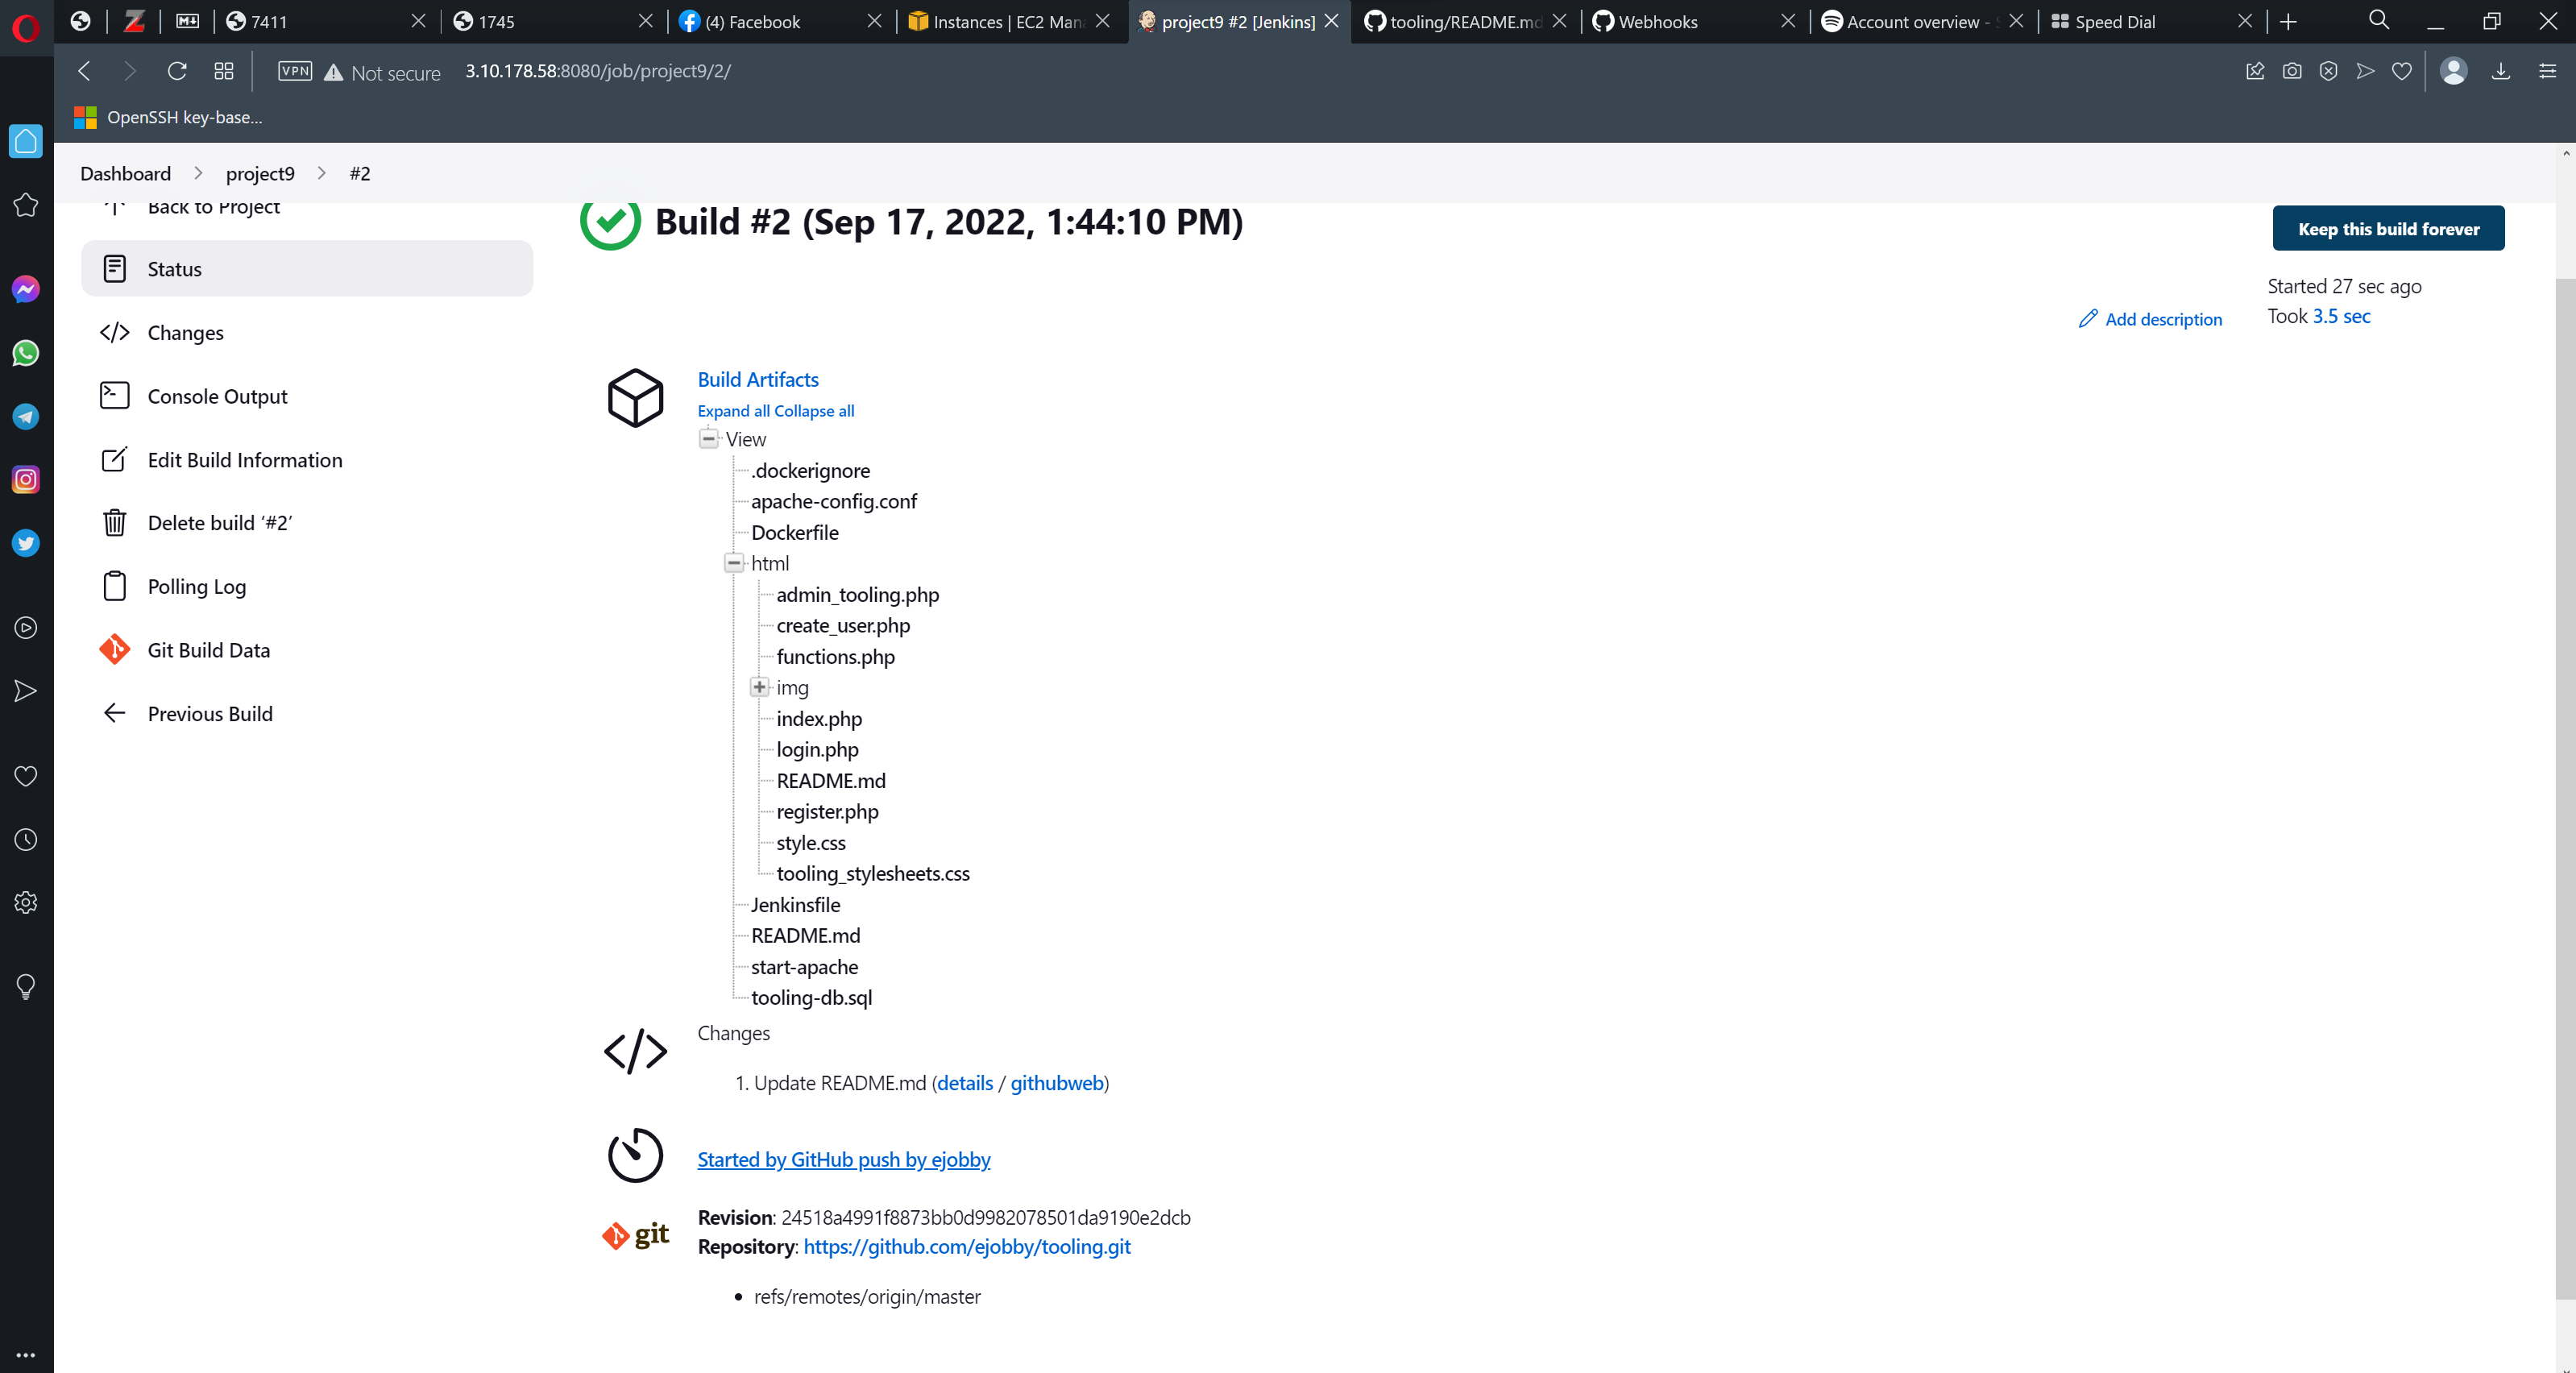 7411
1745
(4) Facebook
Instances | EC2 Man
project9 #2 [Jenkins]
tooling/README.md
Webhooks
Account overview -
Speed Dial
VPN
Not secure
3.10.178.58:8080/job/project9/2/
OpenSSH key-base...
Dashboard
project9
#2
Back to Project
Status
Changes
Console Output
Edit Build Information
Delete build ‘#2’
Polling Log
Git Build Data
Previous Build
Build #2 (Sep 17, 2022, 1:44:10 PM)
Keep this build forever
Started 27 sec ago
Took 3.5 sec
Add description
Build Artifacts
Expand all Collapse all
View
.dockerignore
apache-config.conf
Dockerfile
html
admin_tooling.php
create_user.php
functions.php
img
index.php
login.php
README.md
register.php
style.css
tooling_stylesheets.css
Jenkinsfile
README.md
start-apache
tooling-db.sql
Changes
1. Update README.md (details / githubweb)
Started by GitHub push by ejobby
git
Revision: 24518a4991f8873bb0d9982078501da9190e2dcb
Repository: https://github.com/ejobby/tooling.git
• refs/remotes/origin/master